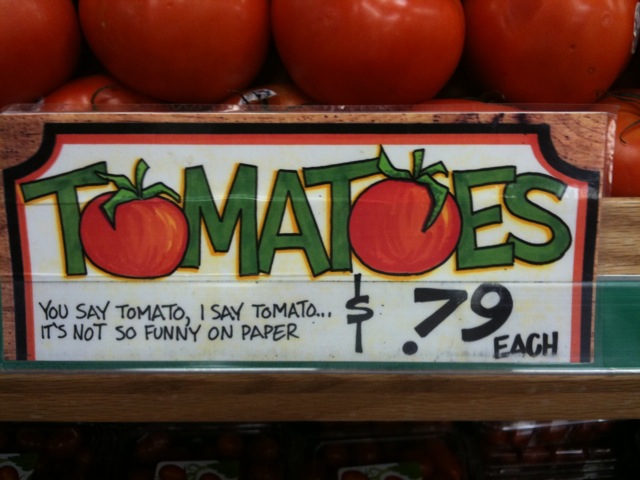 TOMATOES
YOU SAY TOMATO, I SAY TOMATO...
IT'S NOT SO FUNNY ON PAPER
$ .79
EACH